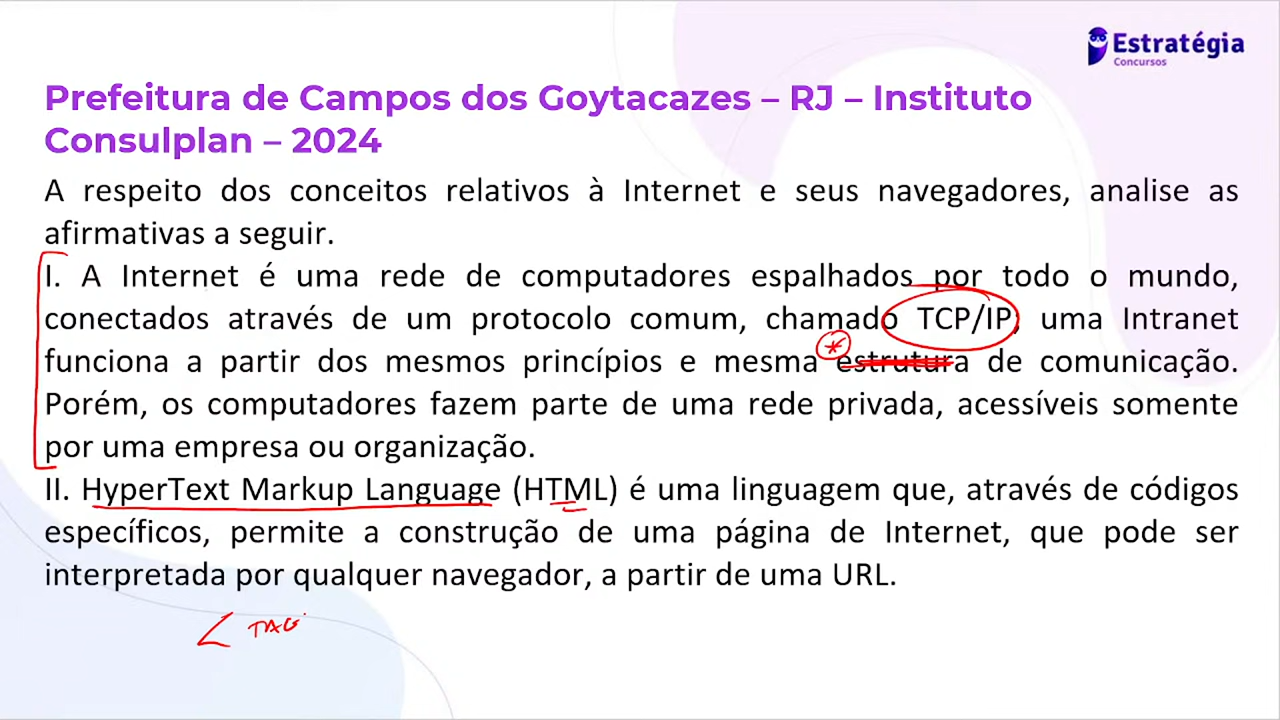 Estratégia
Concursos
Prefeitura de Campos dos Goytacazes – RJ – Instituto
Consulplan – 2024
A respeito dos conceitos relativos à Internet e seus navegadores, analise as
afirmativas a seguir.
I. A Internet é uma rede de computadores espalhados por todo o mundo,
conectados através de um protocolo comum, chamado TCP/IP, uma Intranet
funciona a partir dos mesmos princípios e mesma estrutura de comunicação.
Porém, os computadores fazem parte de uma rede privada, acessíveis somente
por uma empresa ou organização.
II. HyperText Markup Language (HTML) é uma linguagem que, através de códigos
específicos, permite a construção de uma página de Internet, que pode ser
interpretada por qualquer navegador, a partir de uma URL.
< TAG